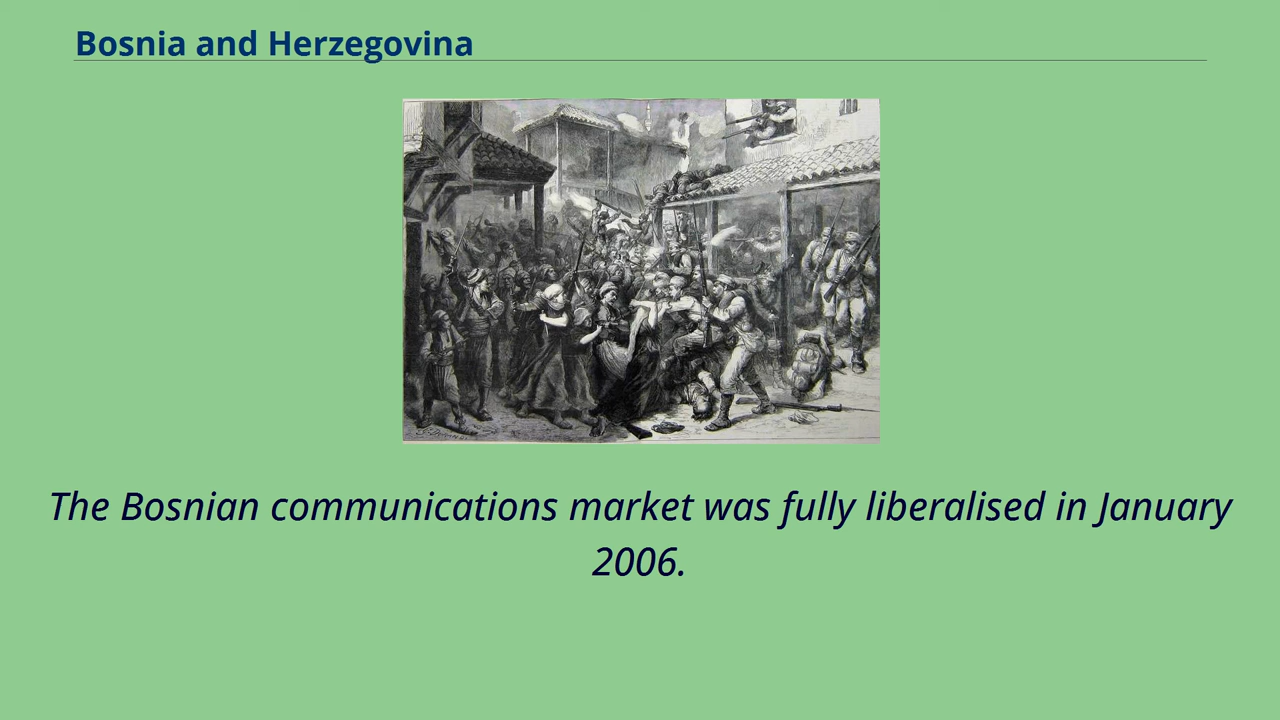 Bosnia and Herzegovina
The Bosnian communications market was fully liberalised in January
2006.